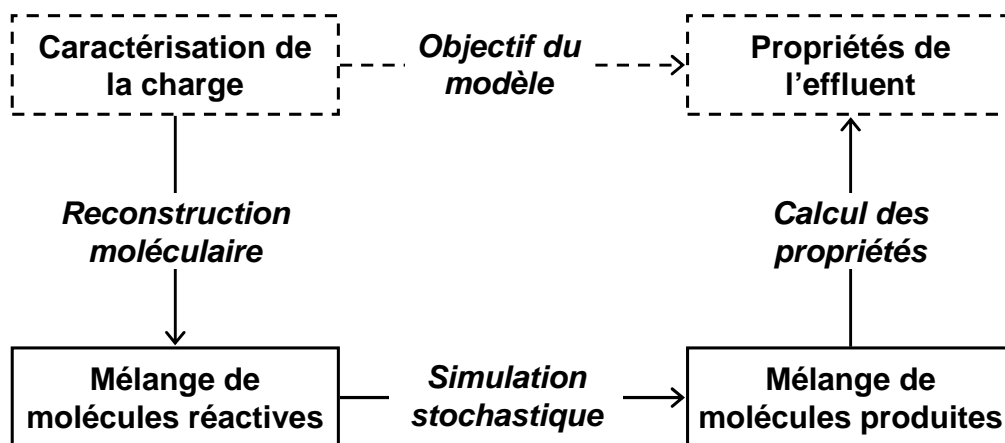 Caractérisation de
la charge
Objectif du
modèle
Propriétés de
l'effluent
Reconstruction
moléculaire
Calcul des
propriétés
Mélange de
molécules réactives
Simulation
stochastique
Mélange de
molécules produites